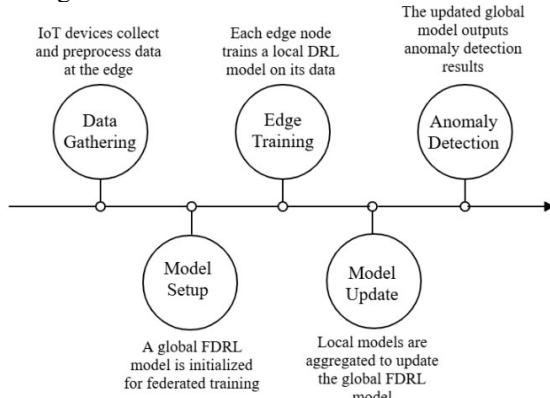 IoT devices collect
and preprocess data
at the edge
Data
Gathering
Model
Setup
A global FDRL
model is initialized
for federated training
Each edge node
trains a local DRL
model on its data
Edge
Training
Model
Update
Local models are
aggregated to update
the global FDRL
model
The updated global
model outputs
anomaly detection
results
Anomaly
Detection